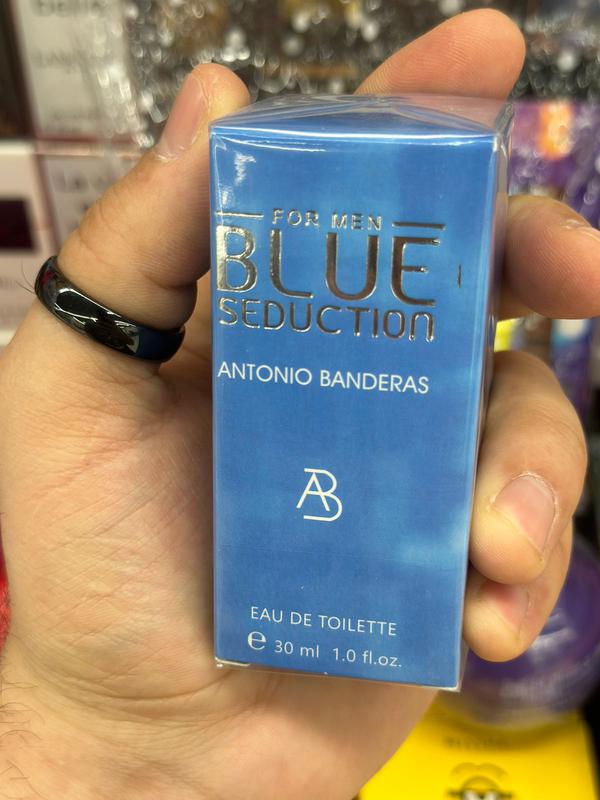 FOR MEN
BLUE
SEDUCTION
ANTONIO BANDERAS
AB
EAU DE TOILETTE
e 30 ml 1.0 fl.oz.